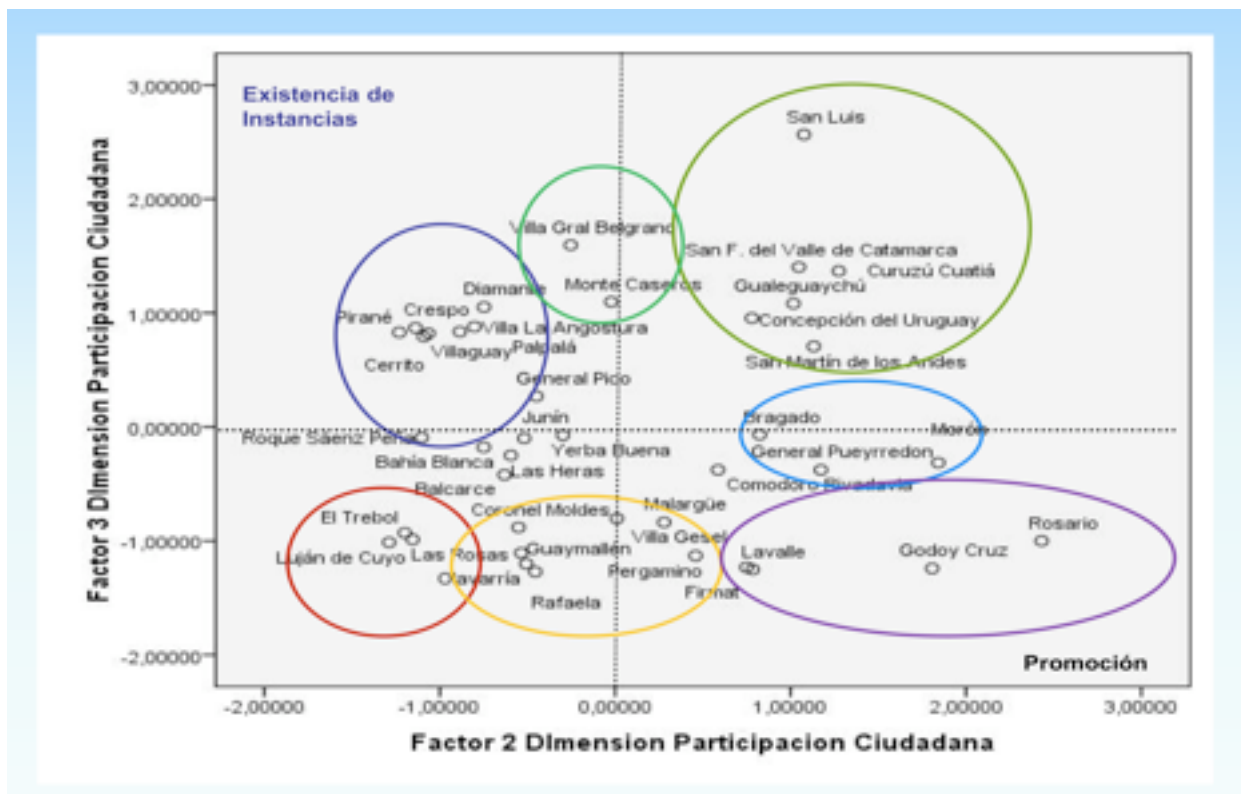 Existencia de
Instancias
3,00000
2,00000
1,00000
0,00000
-1,00000
-2,00000
Factor 3 DImension Participacion Ciudadana
San Luis
Villa Gral Belgrano
San F. del Valle de Catamarca
Monte Caseros
Curuzú Cuatiá
Diamante
Gualeguaychú
Pirané
Crespo
Villa La Angostura
Concepción del Uruguay
Cerrito
Villaguay
Palpalá
San Martín de los Andes
General Pico
Junín
Bragado
Morón
Roque Sáenz Peña
Yerba Buena
General Pueyrredon
Bahía Blanca
Las Heras
Comodoro Rivadavia
Balcarce
Coronel Moldes
Malargüe
El Trebol
Villa Gesel
Rosario
Luján de Cuyo
Las Rosas
Guaymallén
Lavalle
Godoy Cruz
Pergamino
Firmat
Rafaela
Promoción
-2,00000
-1,00000
0,00000
1,00000
2,00000
3,00000
Factor 2 DImension Participacion Ciudadana